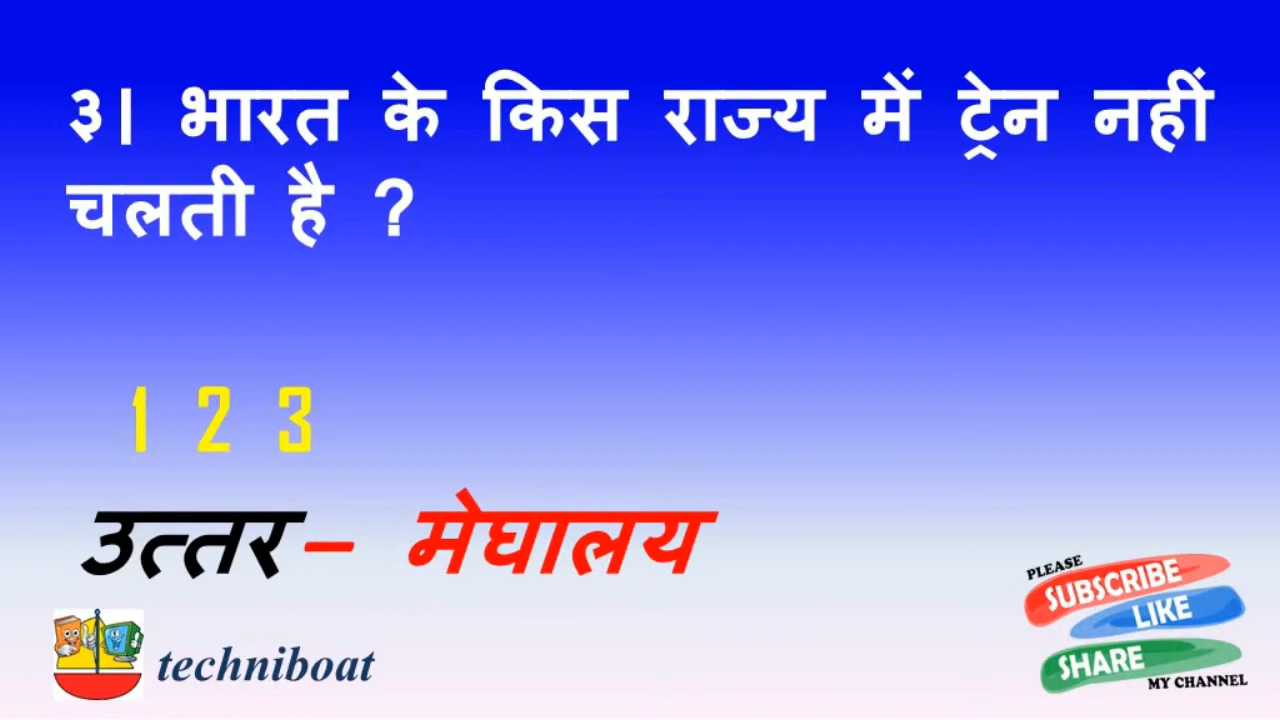 ३। भारत के किस राज्य में ट्रेन नहीं
चलती है ?
1 2 3
उत्तर – मेघालय
techniboat
PLEASE
SUBSCRIBE
LIKE
SHARE
MY CHANNEL